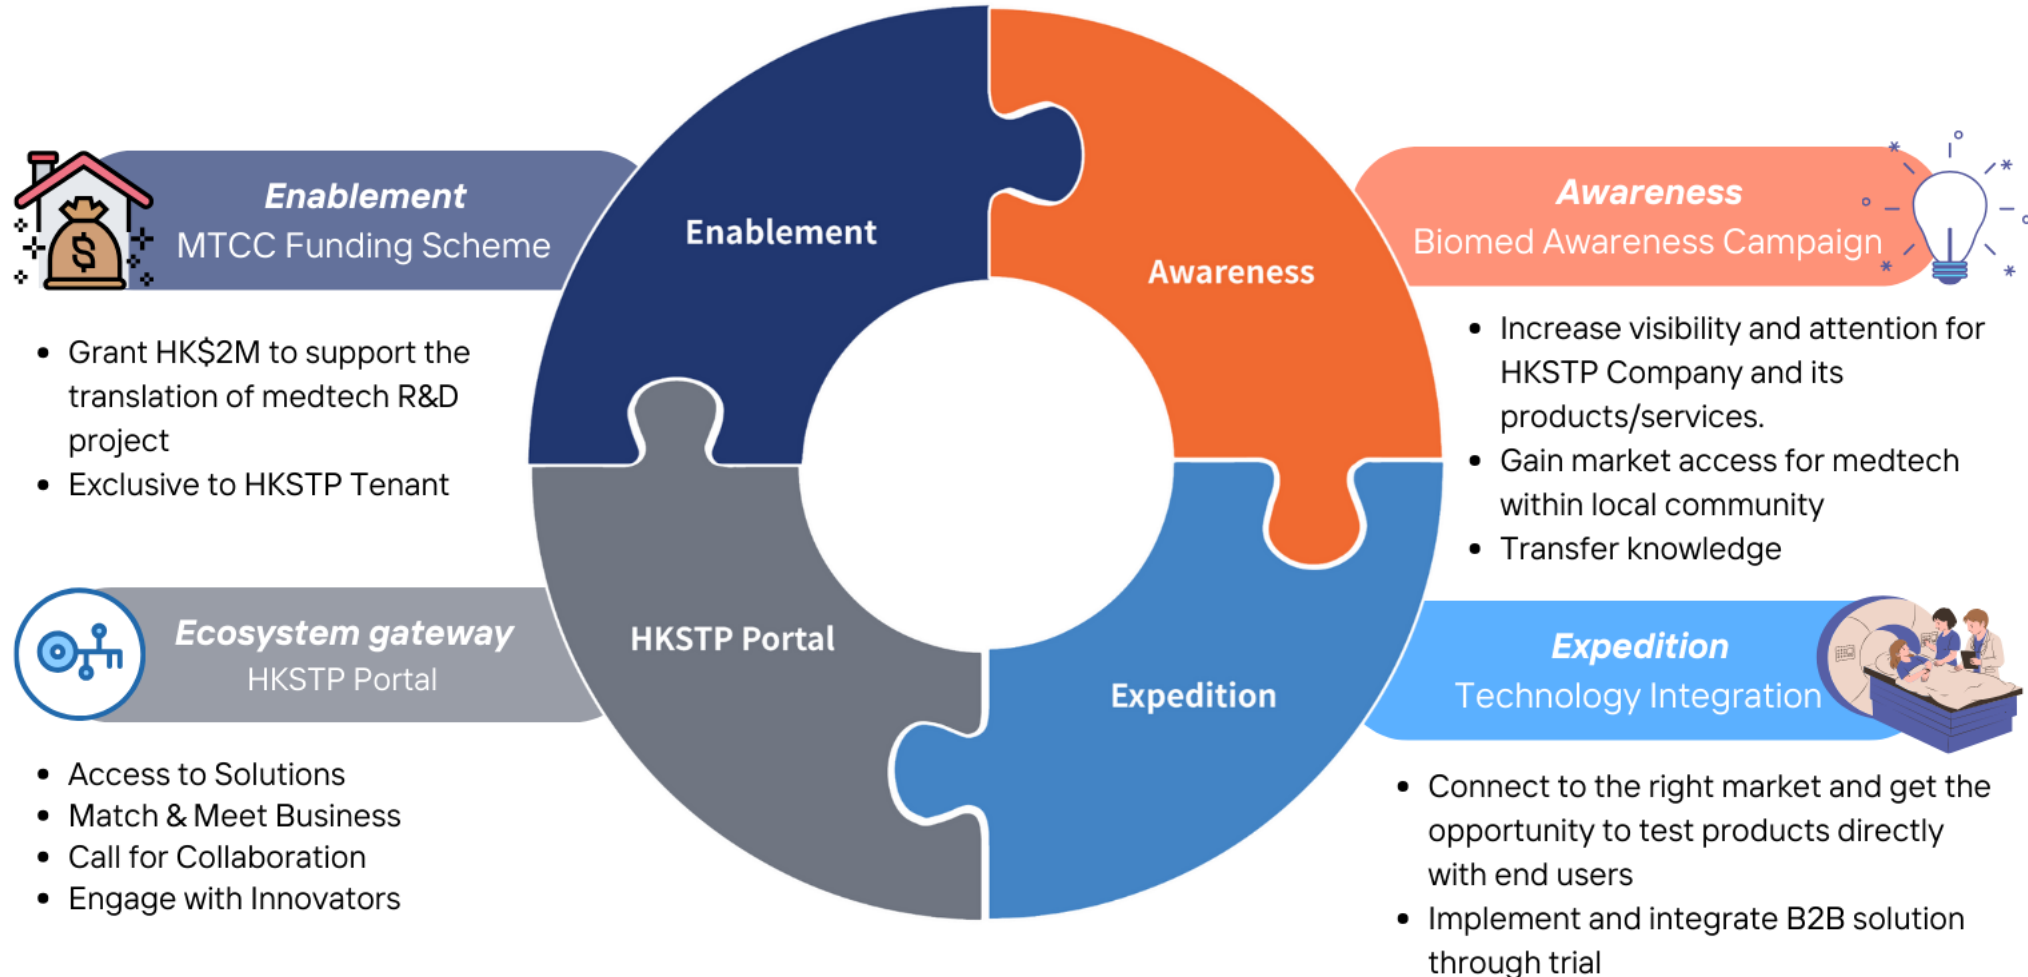 Enablement
MTCC Funding Scheme
• Grant HK$2M to support the
translation of medtech R&D
project
• Exclusive to HKSTP Tenant
Ecosystem gateway
HKSTP Portal
• Access to Solutions
• Match & Meet Business
• Call for Collaboration
• Engage with Innovators
Enablement
Awareness
HKSTP Portal
Expedition
Awareness
Biomed Awareness Campaign
• Increase visibility and attention for
HKSTP Company and its
products/services.
• Gain market access for medtech
within local community
• Transfer knowledge
Expedition
Technology Integration
• Connect to the right market and get the
opportunity to test products directly
with end users
• Implement and integrate B2B solution
through trial